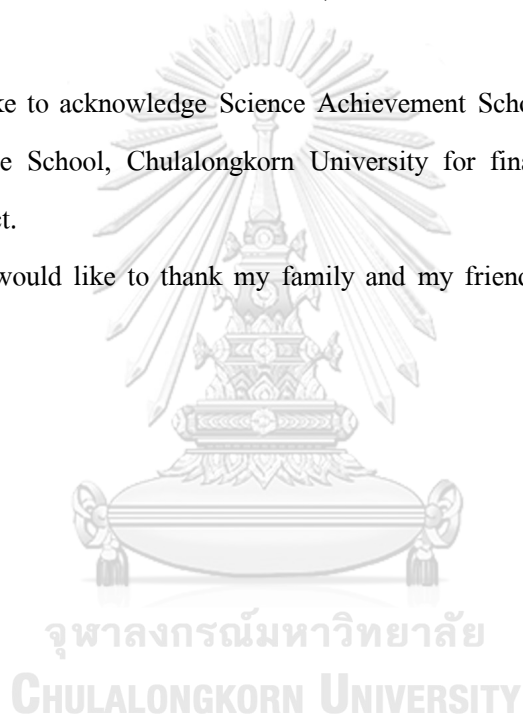 ke to acknowledge Science Achievement Scho
e School, Chulalongkorn University for fina
ct.
would like to thank my family and my friend
จุฬาลงกรณ์มหาวิทยาลัย
CHULALONGKORN UNIVERSITY